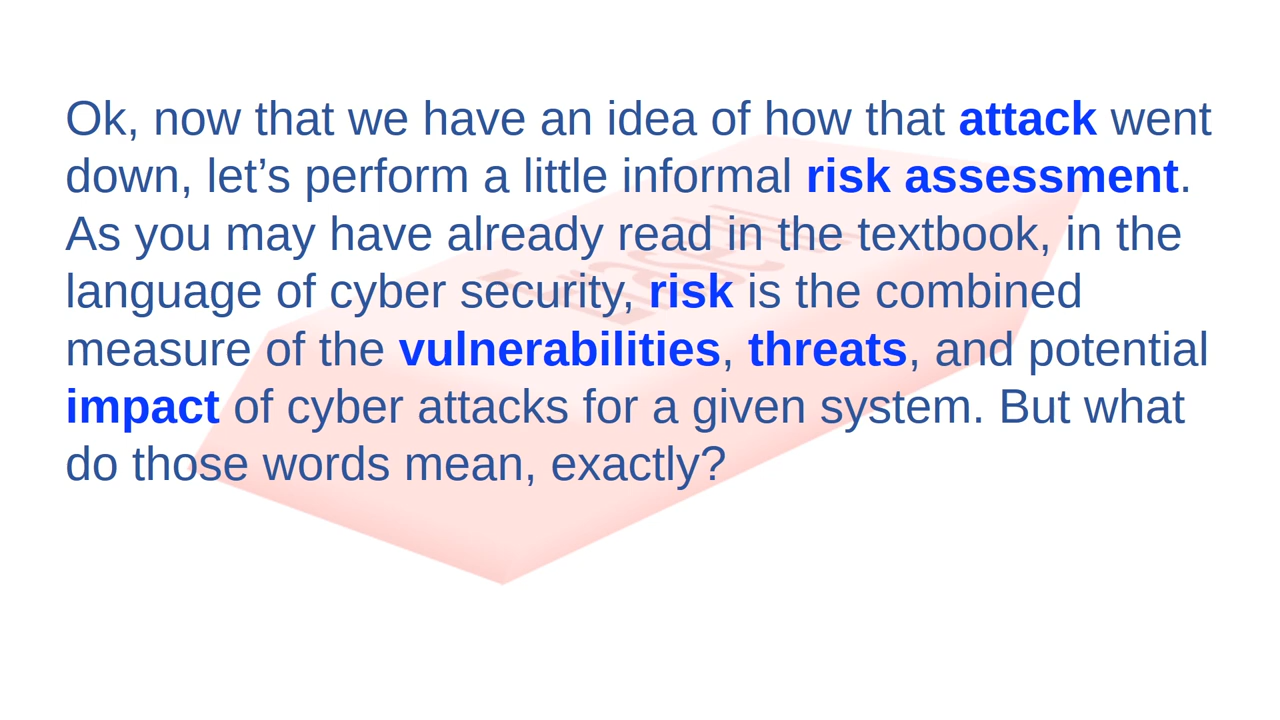 Ok, now that we have an idea of how that attack went
down, let’s perform a little informal risk assessment.
As you may have already read in the textbook, in the
language of cyber security, risk is the combined
measure of the vulnerabilities, threats, and potential
impact of cyber attacks for a given system. But what
do those words mean, exactly?